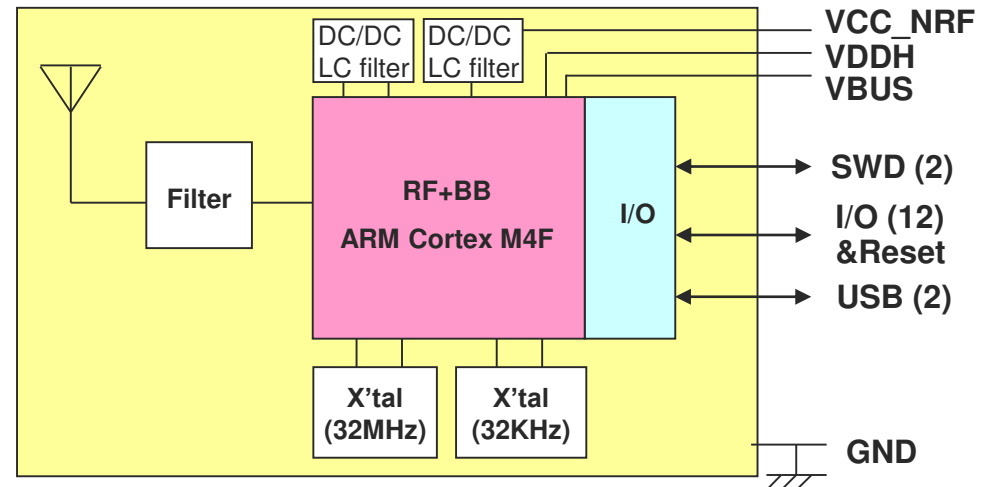 DC/DC
LC filter
DC/DC
LC filter
VCC_NRF
VDDH
VBUS
Filter
RF+BB
ARM Cortex M4F
I/O
SWD (2)
I/O (12)
&Reset
USB (2)
X'tal
(32MHz)
X'tal
(32KHz)
GND